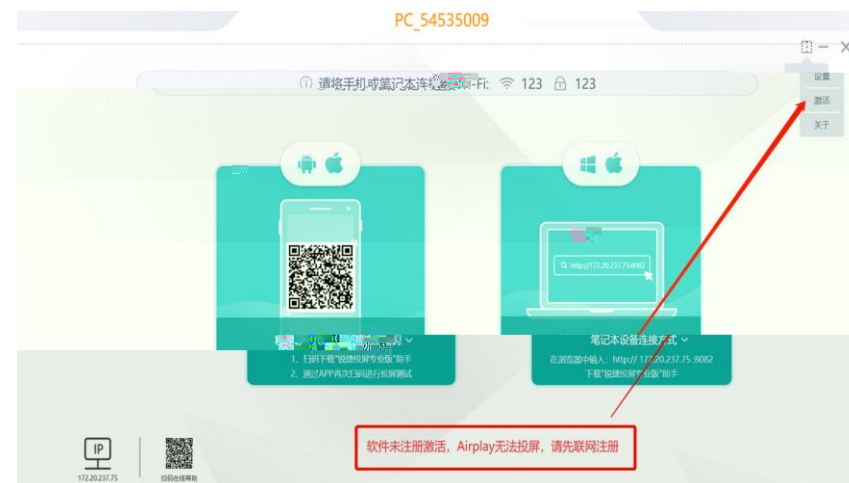 PC_54535009
请将手机或笔记本连接
-Fi: 123 123
设置
激活
关于
http://172.20.237.75:8082
笔记本设备连接方式
1、扫码下载"锐捷投屏专业版"助手
2、通过APP再次扫码进行投屏测试
在浏览器中输入: http:// 172.20.237.75 :8082
下载"锐捷投屏专业版"助手
软件未注册激活，Airplay无法投屏，请先联网注册
IP
172.20.237.75
扫码在线帮助